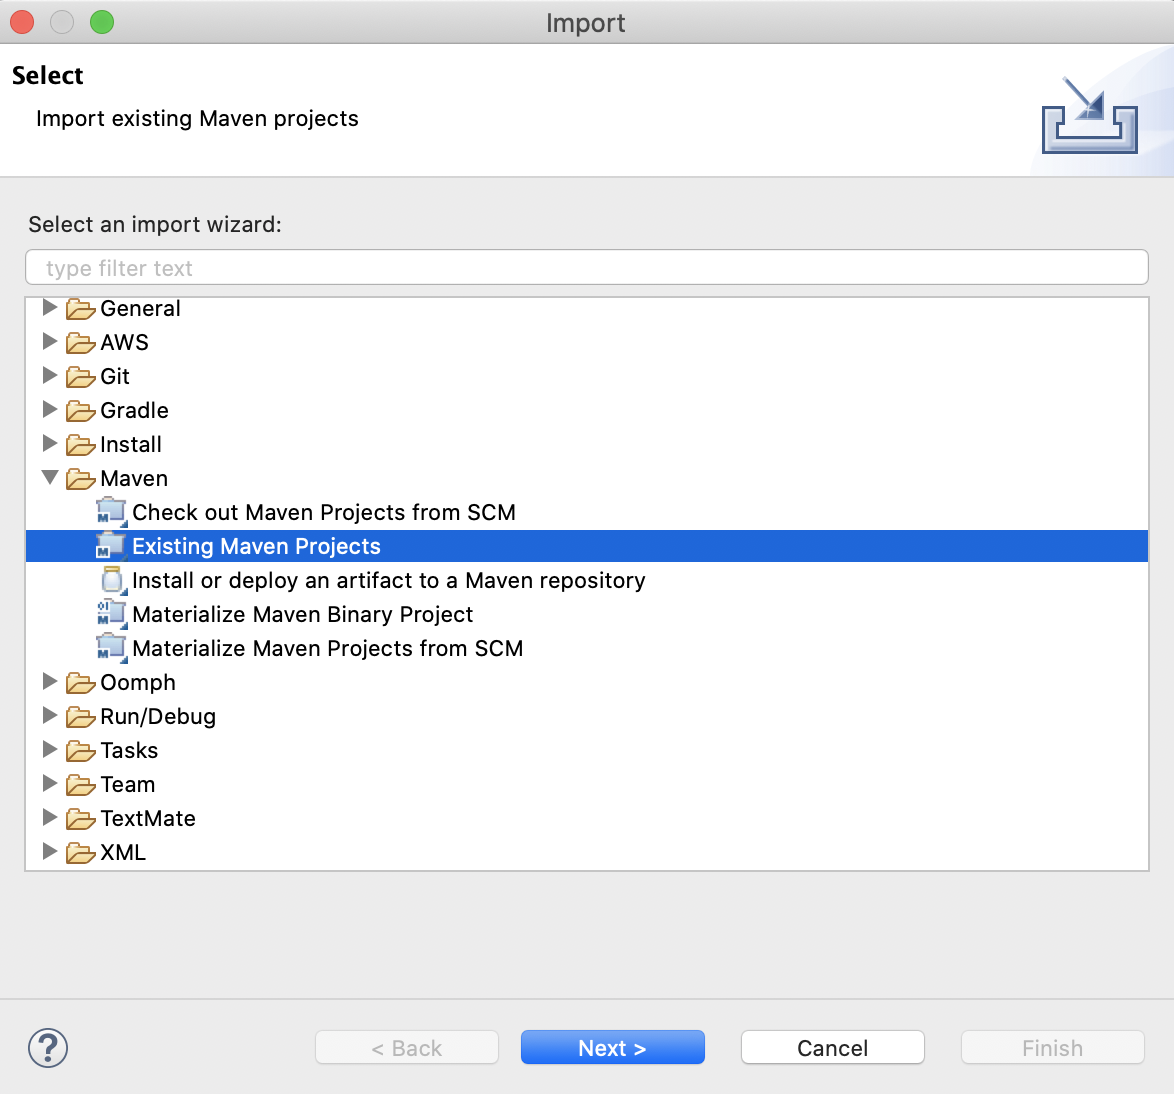 Import
Select
Import existing Maven projects
Select an import wizard:
type filter text
General
AWS
Git
Gradle
Install
Maven
Check out Maven Projects from SCM
Existing Maven Projects
Install or deploy an artifact to a Maven repository
Materialize Maven Binary Project
Materialize Maven Projects from SCM
Oomph
Run/Debug
Tasks
Team
TextMate
XML
? < Back Next > Cancel Finish